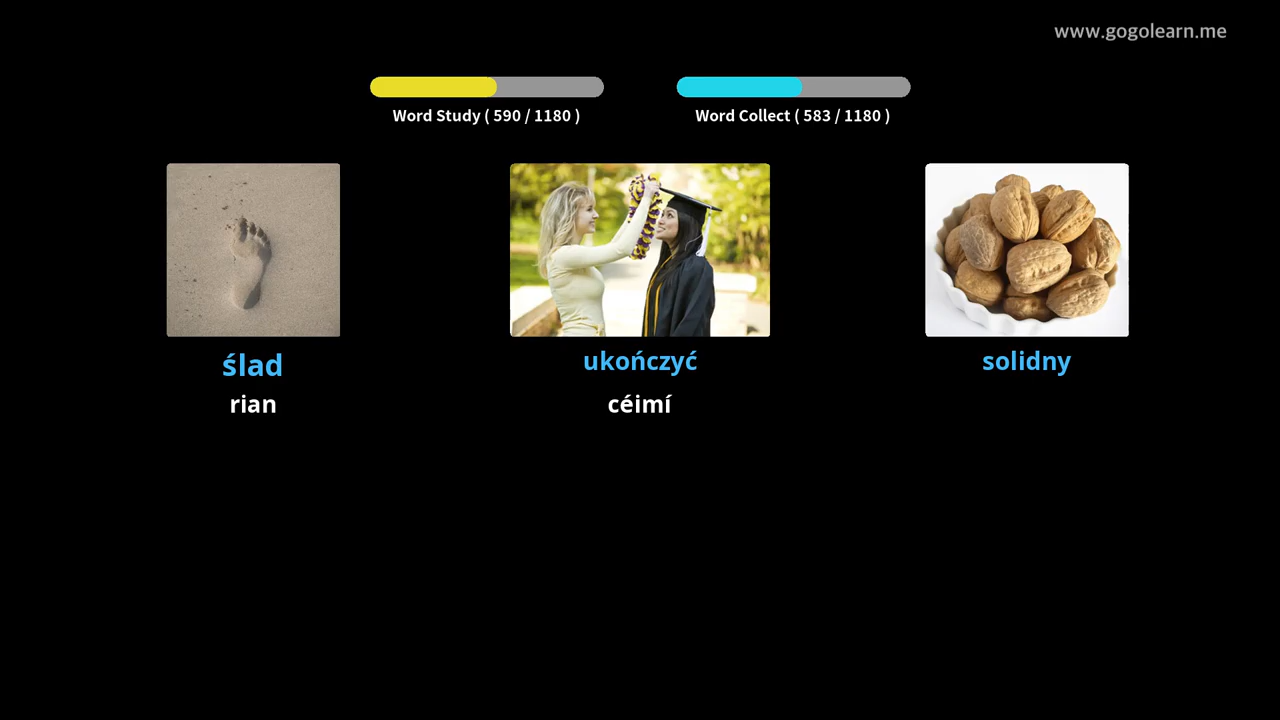 www.gogolearn.me
Word Study ( 590 / 1180 )
Word Collect ( 583 / 1180 )
ślad
ukończyć
solidny
rian
céimí